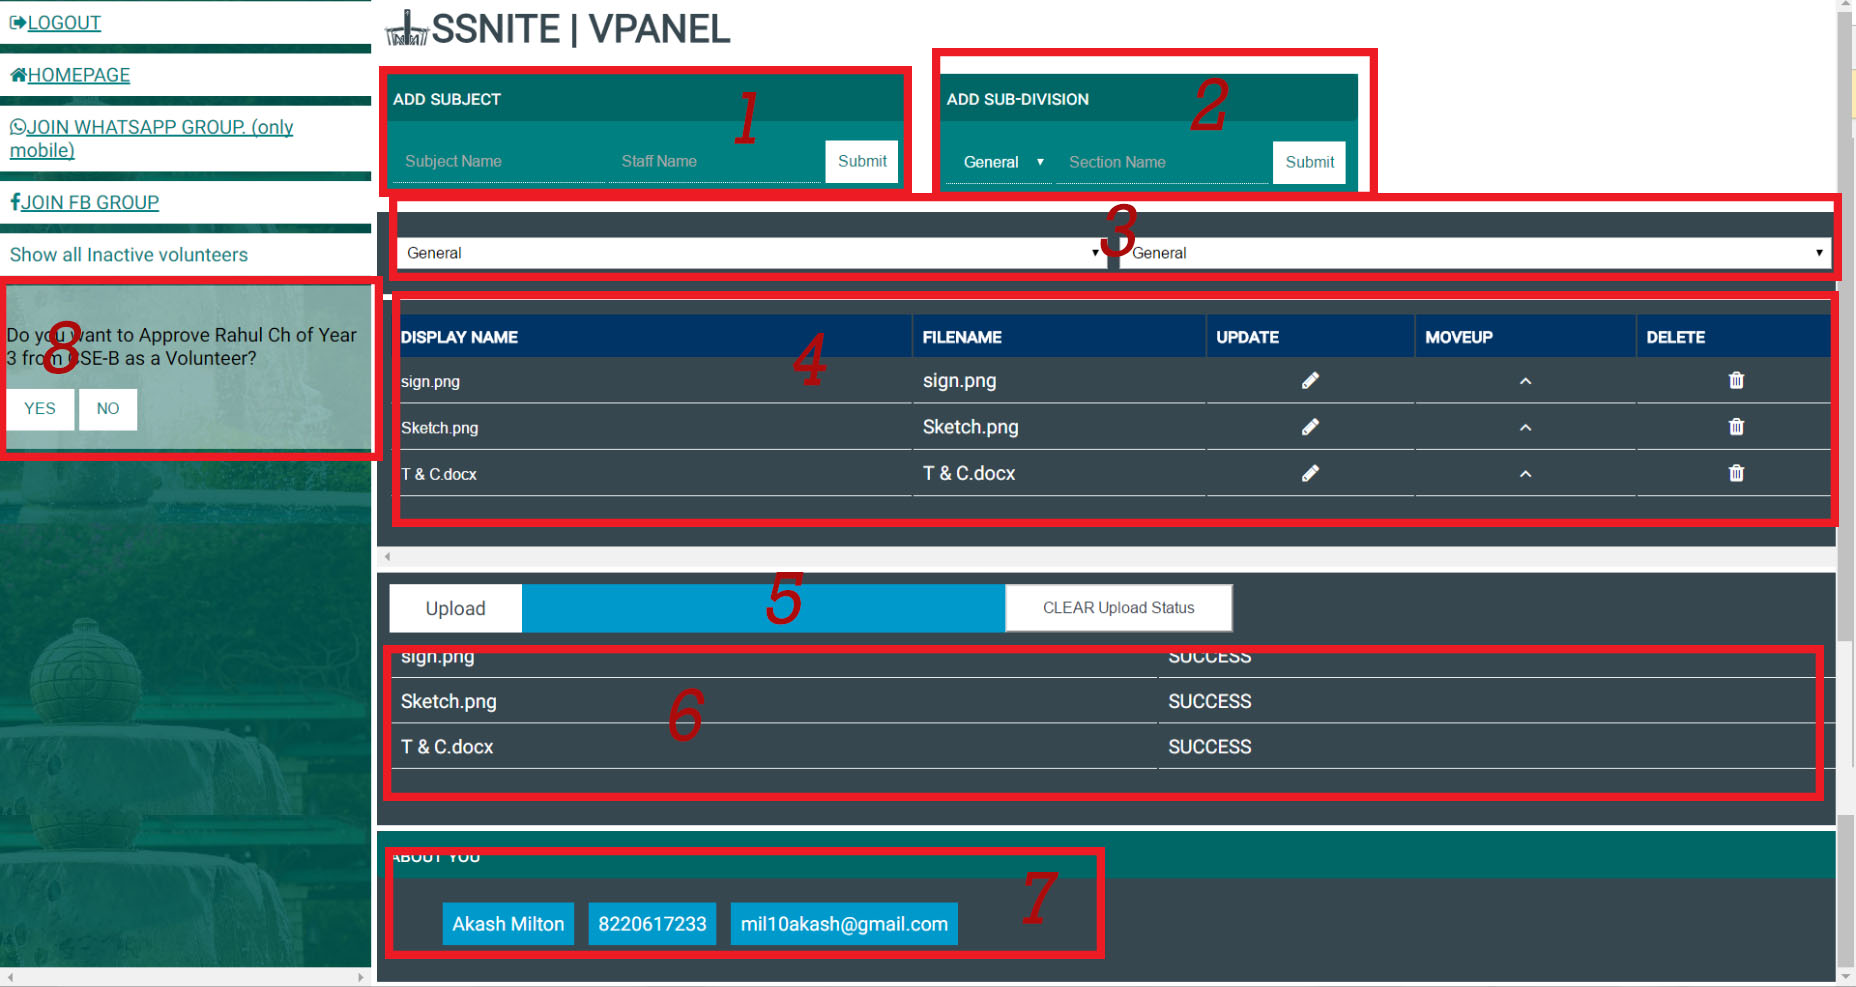 LOGOUT
HOMEPAGE
JOIN WHATSAPP GROUP. (only
mobile)
JOIN FB GROUP
Show all Inactive volunteers
8
Do you want to Approve Rahul Ch of Year
3 from CSE-B as a Volunteer?
YES NO
SSNITE | VPANEL
ADD SUBJECT
1
Subject Name Staff Name Submit
ADD SUB-DIVISION
2
General Section Name Submit
3
General General
4
DISPLAY NAME FILENAME UPDATE MOVEUP DELETE
sign.png sign.png
Sketch.png Sketch.png
T & C.docx T & C.docx
5
Upload CLEAR Upload Status
6
sign.png SUCCESS
Sketch.png SUCCESS
T & C.docx SUCCESS
ABOUT YOU
7
Akash Milton 8220617233 mil10akash@gmail.com